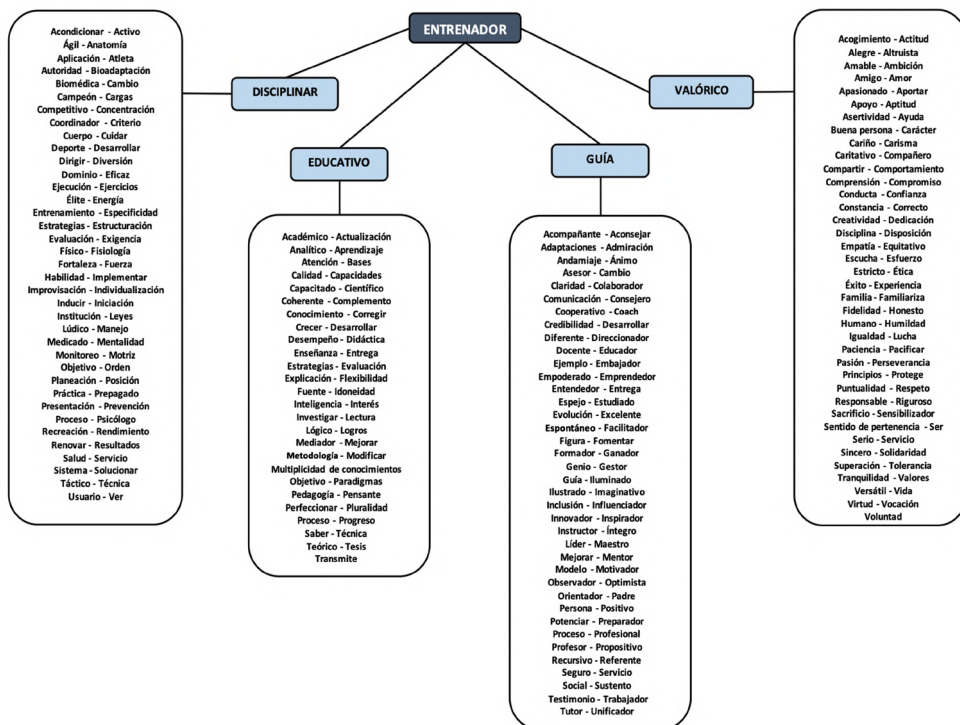 ENTRENADOR
DISCIPLINAR
Acondicionar - Activo
Ágil - Anatomía
Aplicación - Atleta
Autoridad - Bioadaptación
Biomédica - Cambio
Campeón - Cargas
Competitivo - Concentración
Coordinador - Criterio
Cuerpo - Cuidar
Deporte - Desarrollar
Dirigir - Diversión
Dominio - Eficaz
Ejecución - Ejercicios
Élite - Energía
Entrenamiento - Especificidad
Estrategias - Estructuración
Evaluación - Exigencia
Físico - Fisiología
Fortaleza - Fuerza
Habilidad - Implementar
Improvisación - Individualización
Inducir - Iniciación
Institución - Leyes
Lúdico - Manejo
Medicado - Mentalidad
Monitoreo - Motriz
Objetivo - Orden
Planeación - Posición
Práctica - Prepagado
Presentación - Prevención
Proceso - Psicólogo
Recreación - Rendimiento
Renovar - Resultados
Salud - Servicio
Sistema - Solucionar
Táctico - Técnica
Usuario - Ver
EDUCATIVO
Académico - Actualización
Analítico - Aprendizaje
Atención - Bases
Calidad - Capacidades
Capacitado - Científico
Coherente - Complemento
Conocimiento - Corregir
Crecer - Desarrollar
Desempeño - Didáctica
Enseñanza - Entrega
Estrategias - Evaluación
Explicación - Flexibilidad
Fuente - Idoneidad
Inteligencia - Interés
Investigar - Lectura
Lógico - Logros
Mediador - Mejorar
Metodología - Modificar
Multiplicidad de conocimientos
Objetivo - Paradigmas
Pedagogía - Pensante
Perfeccionar - Pluralidad
Proceso - Progreso
Saber - Técnica
Teórico - Tesis
Transmite
GUÍA
Acompañante - Aconsejar
Adaptaciones - Admiración
Andamiaje - Ánimo
Asesor - Cambio
Claridad - Colaborador
Comunicación - Consejero
Cooperativo - Coach
Credibilidad - Desarrollar
Diferente - Direccionador
Docente - Educador
Ejemplo - Embajador
Empoderado - Emprendedor
Entendedor - Entrega
Espejo - Estudiado
Evolución - Excelente
Espontáneo - Facilitador
Figura - Fomentar
Formador - Ganador
Genio - Gestor
Guía - Iluminado
Ilustrado - Imaginativo
Inclusión - Influenciador
Innovador - Inspirador
Instructor - Íntegro
Líder - Maestro
Mejorar - Mentor
Modelo - Motivador
Observador - Optimista
Orientador - Padre
Persona - Positivo
Potenciar - Preparador
Proceso - Profesional
Profesor - Propositivo
Recursivo - Referente
Seguro - Servicio
Social - Sustento
Testimonio - Trabajador
Tutor - Unificador
VALÓRICO
Acogimiento - Actitud
Alegre - Altruista
Amable - Ambición
Amigo - Amor
Apasionado - Aportar
Apoyo - Aptitud
Asertividad - Ayuda
Buena persona - Carácter
Cariño - Carisma
Caritativo - Compañero
Compartir - Comportamiento
Comprensión - Compromiso
Conducta - Confianza
Constancia - Correcto
Creatividad - Dedicación
Disciplina - Disposición
Empatía - Equitativo
Escucha - Esfuerzo
Estricto - Ética
Éxito - Experiencia
Familia - Familiariza
Fidelidad - Honesto
Humano - Humildad
Igualdad - Lucha
Paciencia - Pacificar
Pasión - Perseverancia
Principios - Protege
Puntualidad - Respeto
Responsable - Riguroso
Sacrificio - Sensibilizador
Sentido de pertenencia - Ser
Serio - Servicio
Sincero - Solidaridad
Superación - Tolerancia
Tranquilidad - Valores
Versátil - Vida
Virtud - Vocación
Voluntad